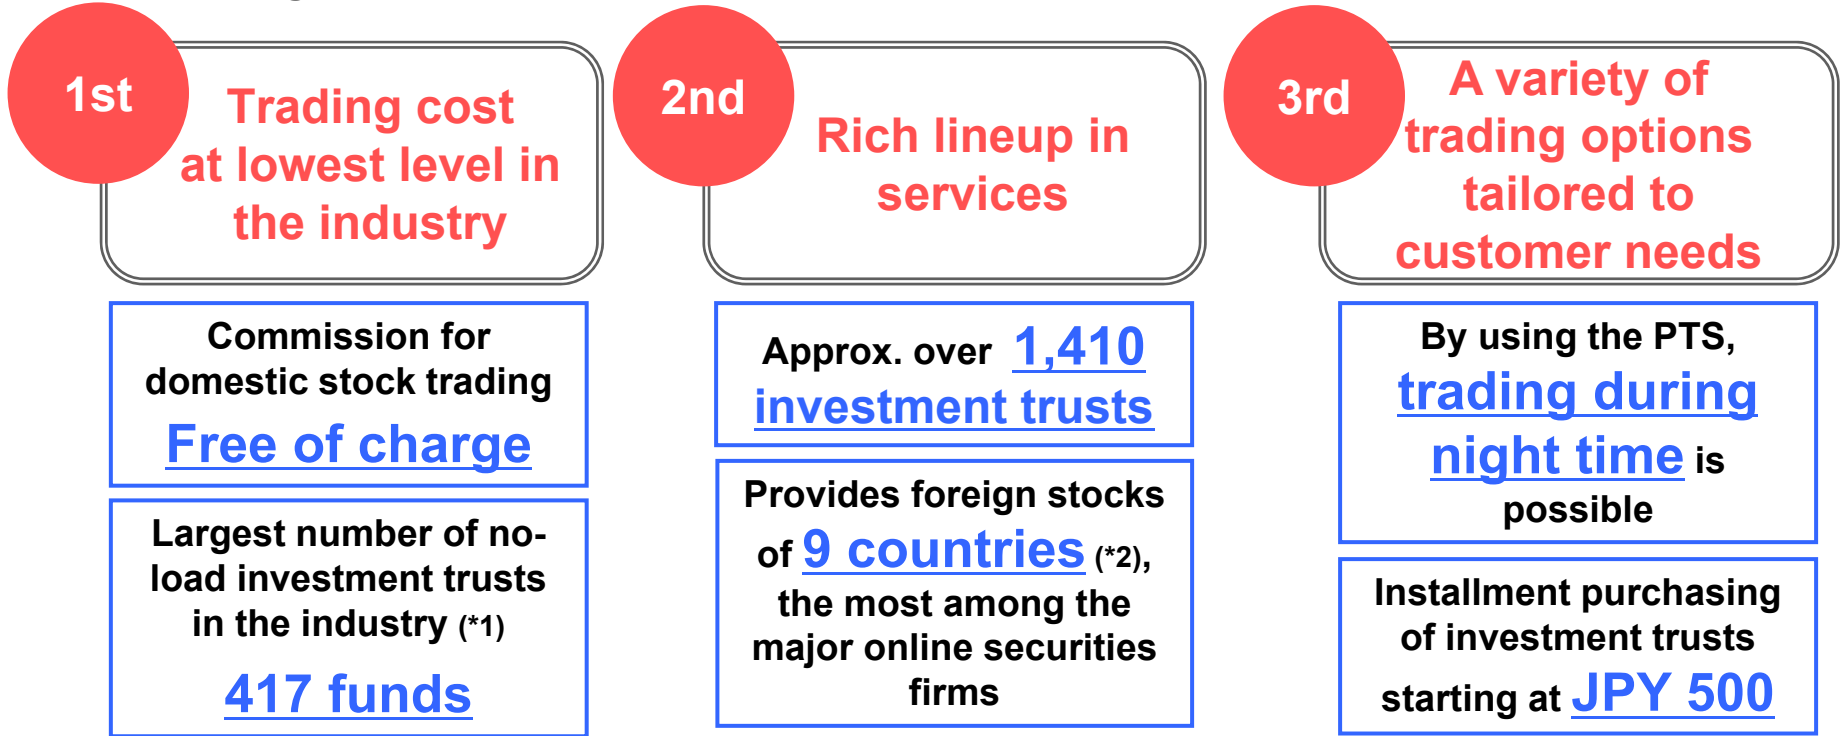 1st
Trading cost
at lowest level in
the industry
Commission for
domestic stock trading
Free of charge
Largest number of no-
load investment trusts
in the industry (*1)
417 funds
2nd
Rich lineup in
services
Approx. over 1,410
investment trusts
Provides foreign stocks
of 9 countries (*2),
the most among the
major online securities
firms
3rd
A variety of
trading options
tailored to
customer needs
By using the PTS,
trading during
night time is
possible
Installment purchasing
of investment trusts
starting at JPY 500